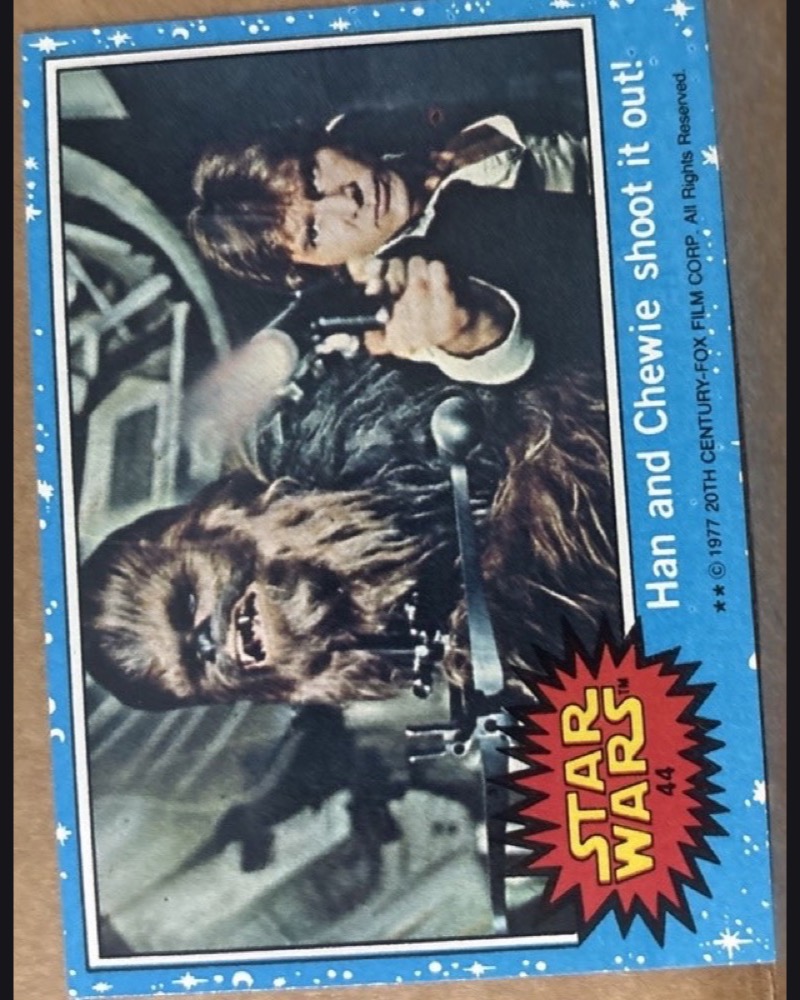 Han and Chewie shoot it out!
★★ © 1977 20TH CENTURY-FOX FILM CORP. All Rights Reserved.
STAR
WARS™
44